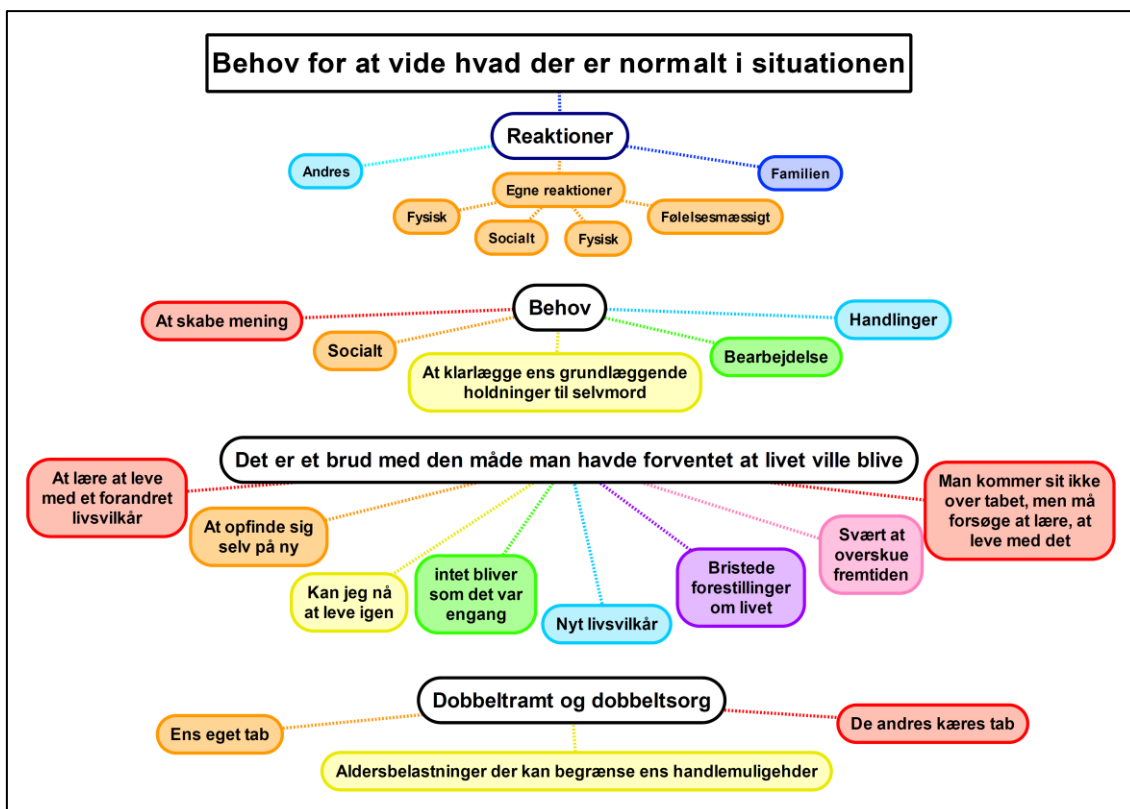 Behov for at vide hvad der er normalt i situationen
Reaktioner
Andres
Familien
Egne reaktioner
Fysisk
Følelsesmæssigt
Socialt
Fysisk
Behov
At skabe mening
Handlinger
Socialt
Bearbejdelse
At klarlægge ens grundlæggende
holdninger til selvmord
Det er et brud med den måde man havde forventet at livet ville blive
At lære at leve
med et forandret
livsvilkår
At opfinde sig
selv på ny
Kan jeg nå
at leve igen
intet bliver
som det var
engang
Nyt livsvilkår
Bristede
forestillinger
om livet
Svært at
overskue
fremtiden
Man kommer sit ikke
over tabet, men må
forsøge at lære, at
leve med det
Dobbeltramt og dobbeltsorg
Ens eget tab
De andres kæres tab
Aldersbelastninger der kan begrænse ens handlemuligehder